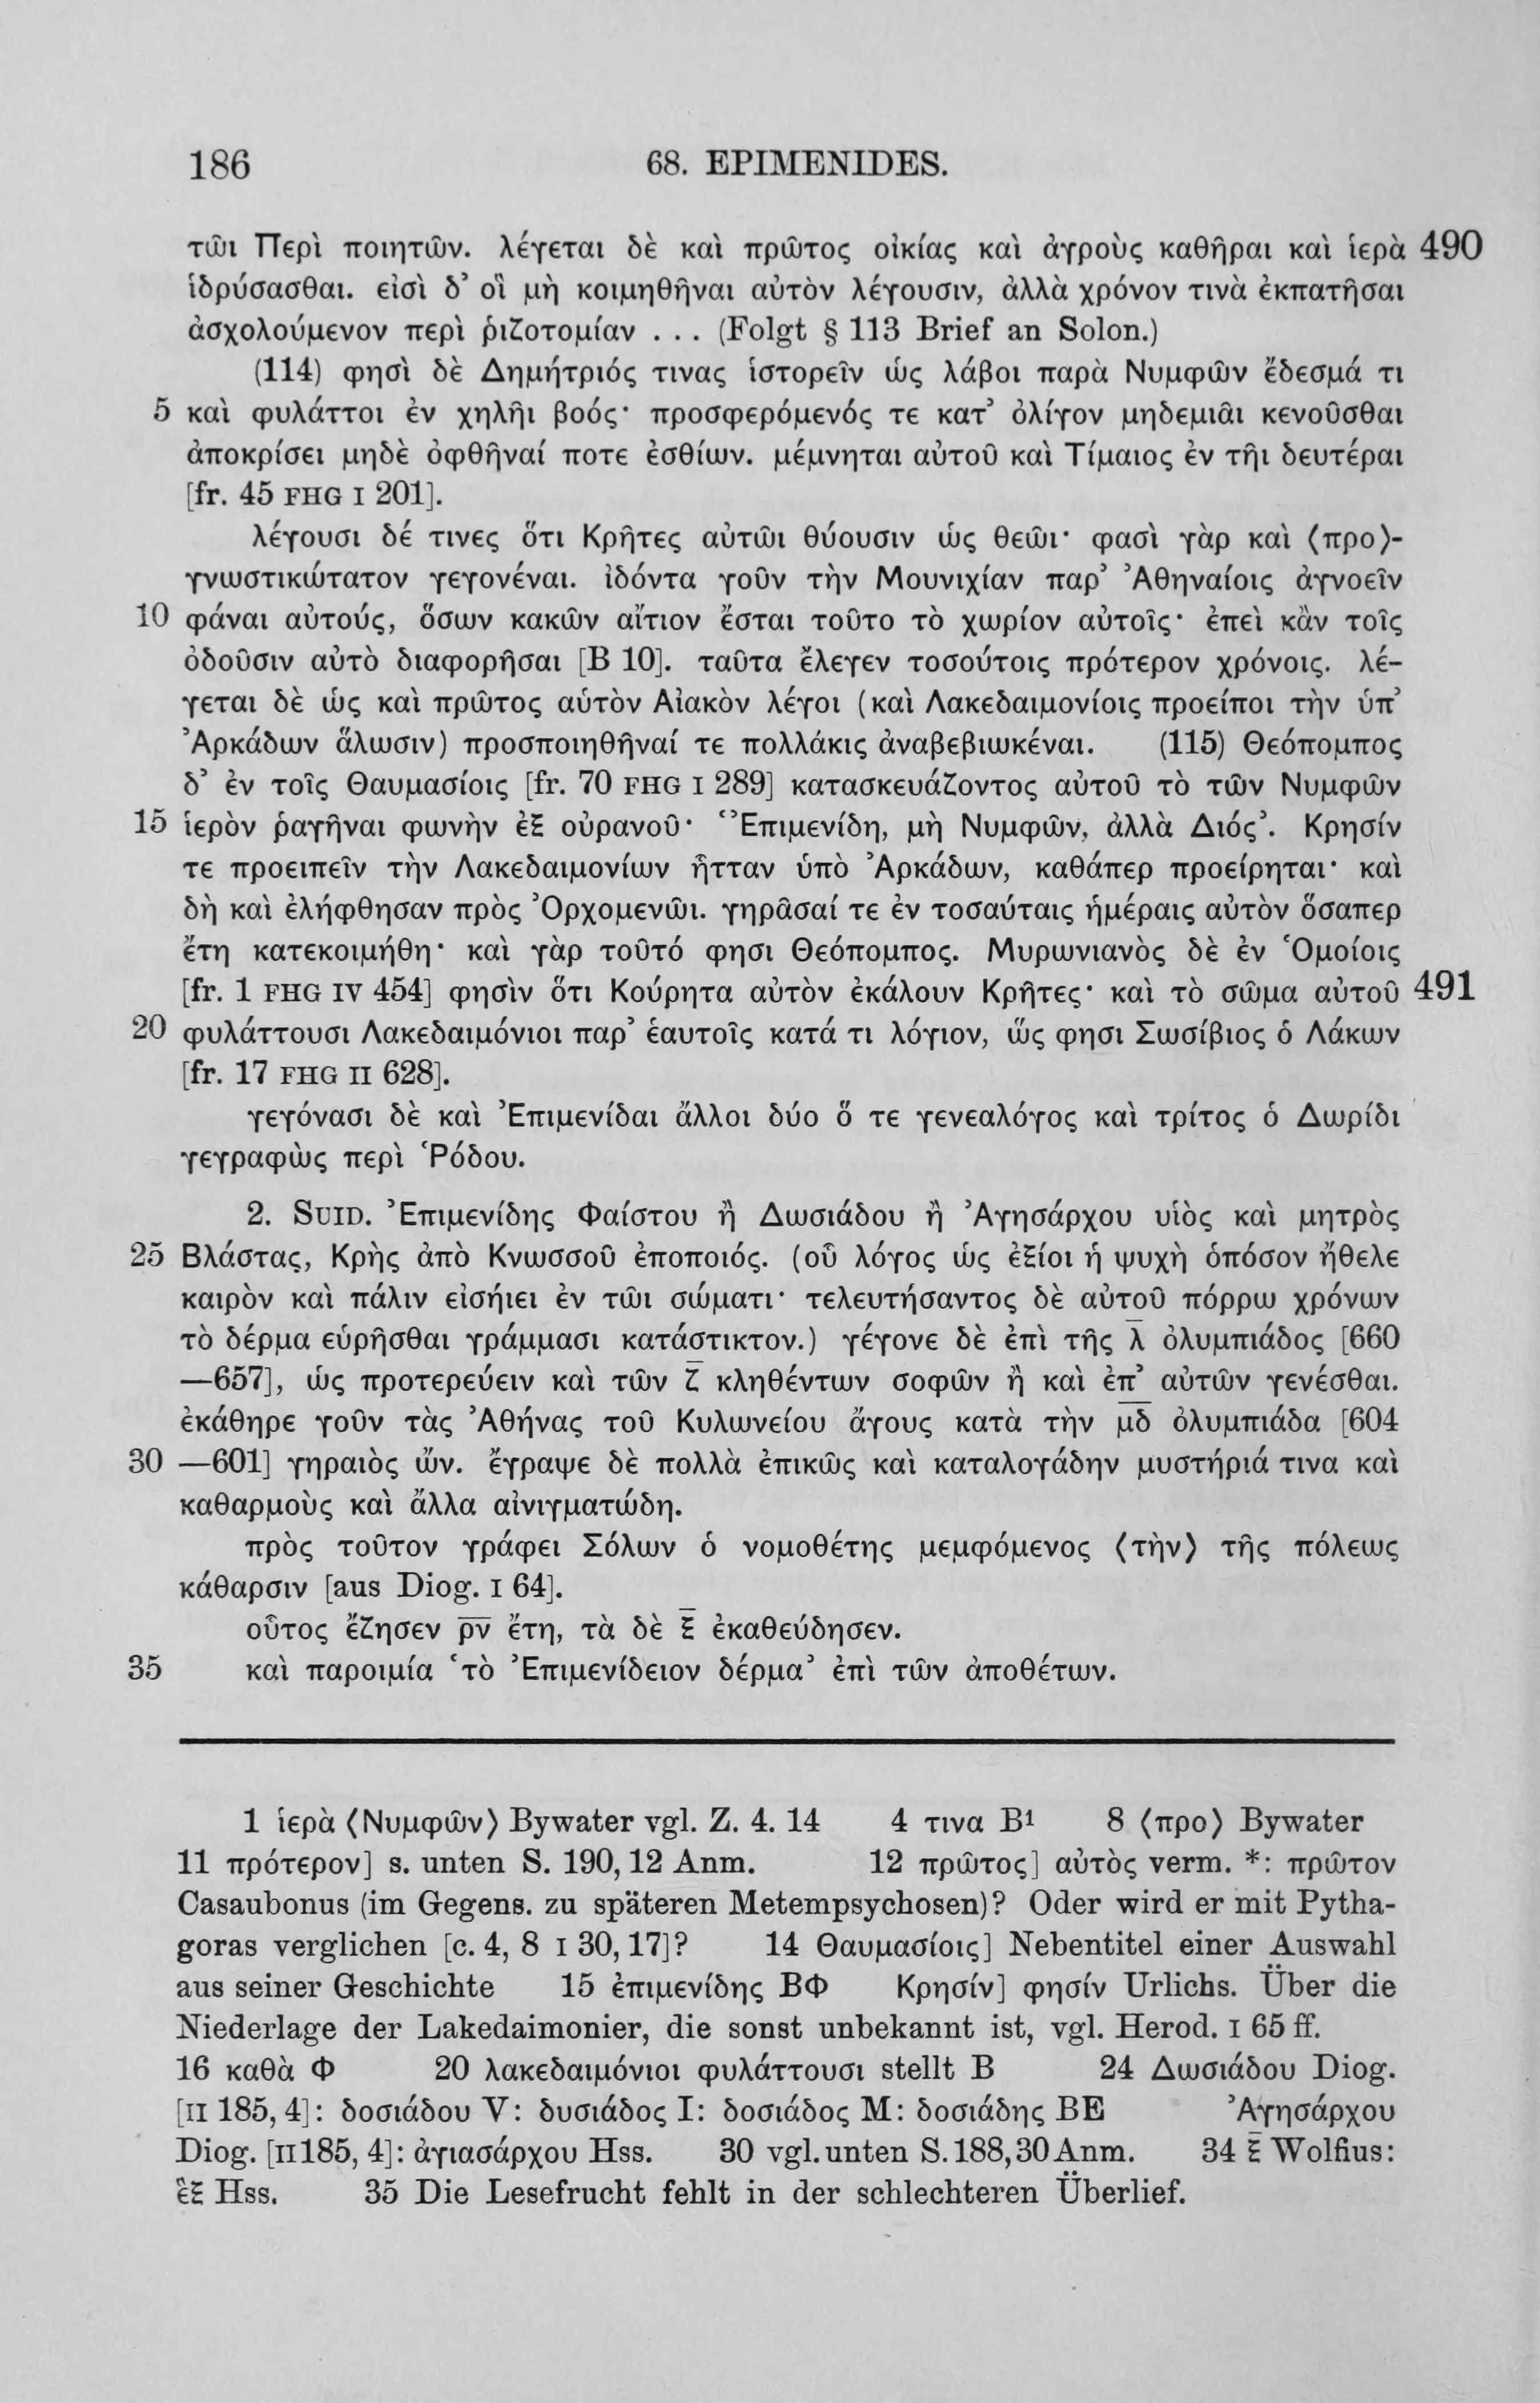 186 68. EPIMENIDES.
τῶι Περὶ ποιητῶν. λέγεται δὲ καὶ πρῶτος οἰκίας καὶ ἀγροὺς καθῆραι καὶ ἱερὰ 490
ἱδρύσασθαι. εἰσὶ δ’ οἳ μὴ κοιμηθῆναι αὐτὸν λέγουσιν, ἀλλὰ χρόνον τινὰ ἐκπατῆσαι
ἀσχολούμενον περὶ ῥιζοτομίαν ... (Folgt § 113 Brief an Solon.)
(114) φησὶ δὲ Δημήτριός τινας ἱστορεῖν ὡς λάβοι παρὰ Νυμφῶν ἔδεσμά τι
5 καὶ φυλάττοι ἐν χηλῆι βοός· προσφερόμενός τε κατ’ ὀλίγον μηδεμιᾶι κενοῦσθαι
ἀποκρίσει μηδὲ ὀφθῆναί ποτε ἐσθίων. μέμνηται αὐτοῦ καὶ Τίμαιος ἐν τῆι δευτέραι
[fr. 45 FHG I 201].
λέγουσι δέ τινες ὅτι Κρῆτες αὐτῶι θύουσιν ὡς θεῶι· φασὶ γὰρ καὶ ⟨προ⟩-
γνωστικώτατον γεγονέναι. ἰδόντα γοῦν τὴν Μουνιχίαν παρ’ Ἀθηναίοις ἀγνοεῖν
10 φάναι αὐτούς, ὅσων κακῶν αἴτιον ἔσται τοῦτο τὸ χωρίον αὐτοῖς· ἐπεὶ κἂν τοῖς
ὀδοῦσιν αὐτὸ διαφορῆσαι [B 10]. ταῦτα ἔλεγεν τοσούτοις πρότερον χρόνοις. λέ-
γεται δὲ ὡς καὶ πρῶτος αὑτὸν Αἰακὸν λέγοι (καὶ Λακεδαιμονίοις προείποι τὴν ὑπ’
Ἀρκάδων ἅλωσιν) προσποιηθῆναί τε πολλάκις ἀναβεβιωκέναι. (115) Θεόπομπος
δ’ ἐν τοῖς Θαυμασίοις [fr. 70 FHG I 289] κατασκευάζοντος αὐτοῦ τὸ τῶν Νυμφῶν
15 ἱερὸν ῥαγῆναι φωνὴν ἐξ οὐρανοῦ· ‘Ἐπιμενίδη, μὴ Νυμφῶν, ἀλλὰ Διός’. Κρησίν
τε προειπεῖν τὴν Λακεδαιμονίων ἧτταν ὑπὸ Ἀρκάδων, καθάπερ προείρηται· καὶ
δὴ καὶ ἐλήφθησαν πρὸς Ὀρχομενῶι. γηρᾶσαί τε ἐν τοσαύταις ἡμέραις αὐτὸν ὅσαπερ
ἔτη κατεκοιμήθη· καὶ γὰρ τοῦτό φησι Θεόπομπος. Μυρωνιανὸς δὲ ἐν Ὁμοίοις
[fr. 1 FHG IV 454] φησὶν ὅτι Κούρητα αὐτὸν ἐκάλουν Κρῆτες· καὶ τὸ σῶμα αὐτοῦ 491
20 φυλάττουσι Λακεδαιμόνιοι παρ’ ἑαυτοῖς κατά τι λόγιον, ὥς φησι Σωσίβιος ὁ Λάκων
[fr. 17 FHG II 628].
γεγόνασι δὲ καὶ Ἐπιμενίδαι ἄλλοι δύο ὅ τε γενεαλόγος καὶ τρίτος ὁ Δωρίδι
γεγραφὼς περὶ Ῥόδου.
2. SUID. Ἐπιμενίδης Φαίστου ἢ Δωσιάδου ἢ Ἀγησάρχου υἱὸς καὶ μητρὸς
25 Βλάστας, Κρὴς ἀπὸ Κνωσσοῦ ἐποποιός. (οὗ λόγος ὡς ἐξίοι ἡ ψυχὴ ὁπόσον ἤθελε
καιρὸν καὶ πάλιν εἰσήιει ἐν τῶι σώματι· τελευτήσαντος δὲ αὐτοῦ πόρρω χρόνων
τὸ δέρμα εὑρῆσθαι γράμμασι κατάστικτον.) γέγονε δὲ ἐπὶ τῆς λ̅ ὀλυμπιάδος [660
—657], ὡς προτερεύειν καὶ τῶν ζ̅ κληθέντων σοφῶν ἢ καὶ ἐπ’ αὐτῶν γενέσθαι.
ἐκάθηρε γοῦν τὰς Ἀθήνας τοῦ Κυλωνείου ἄγους κατὰ τὴν μ̅δ̅ ὀλυμπιάδα [604
30 —601] γηραιὸς ὤν. ἔγραψε δὲ πολλὰ ἐπικῶς καὶ καταλογάδην μυστήριά τινα καὶ
καθαρμοὺς καὶ ἄλλα αἰνιγματώδη.
πρὸς τοῦτον γράφει Σόλων ὁ νομοθέτης μεμφόμενος ⟨τὴν⟩ τῆς πόλεως
κάθαρσιν [aus Diog. I 64].
οὗτος ἔζησεν ρ̅ν̅ ἔτη, τὰ δὲ ξ̅ ἐκαθεύδησεν.
35 καὶ παροιμία ‘τὸ Ἐπιμενίδειον δέρμα’ ἐπὶ τῶν ἀποθέτων.
1 ἱερὰ ⟨Νυμφῶν⟩ Bywater vgl. Z. 4. 14 4 τινα B¹ 8 ⟨προ⟩ Bywater
11 πρότερον] s. unten S. 190, 12 Anm. 12 πρῶτος] αὐτὸς verm. *: πρῶτον
Casaubonus (im Gegens. zu späteren Metempsychosen)? Oder wird er mit Pytha-
goras verglichen [c. 4, 8 I 30, 17]? 14 Θαυμασίοις] Nebentitel einer Auswahl
aus seiner Geschichte 15 ἐπιμενίδης BΦ Κρησίν] φησίν Urlichs. Über die
Niederlage der Lakedaimonier, die sonst unbekannt ist, vgl. Herod. I 65 ff.
16 καθὰ Φ 20 λακεδαιμόνιοι φυλάττουσι stellt B 24 Δωσιάδου Diog.
[II 185, 4]: δοσιάδου V: δυσιάδος I: δοσιάδος M: δοσιάδης BE Ἀγησάρχου
Diog. [II 185, 4]: ἀγιασάρχου Hss. 30 vgl. unten S. 188, 30 Anm. 34 ξ̅ Wolfius:
ἓξ Hss. 35 Die Lesefrucht fehlt in der schlechteren Überlief.